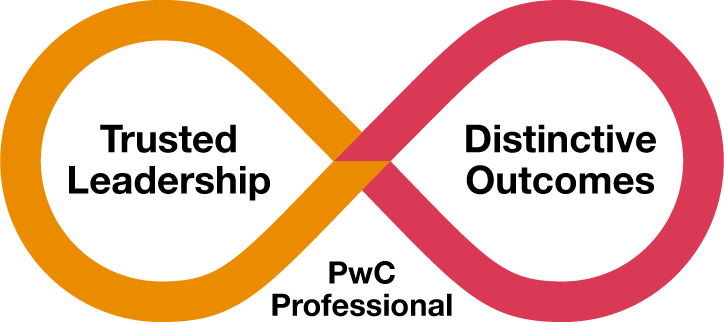 Trusted
Leadership
Distinctive
Outcomes
PwC
Professional